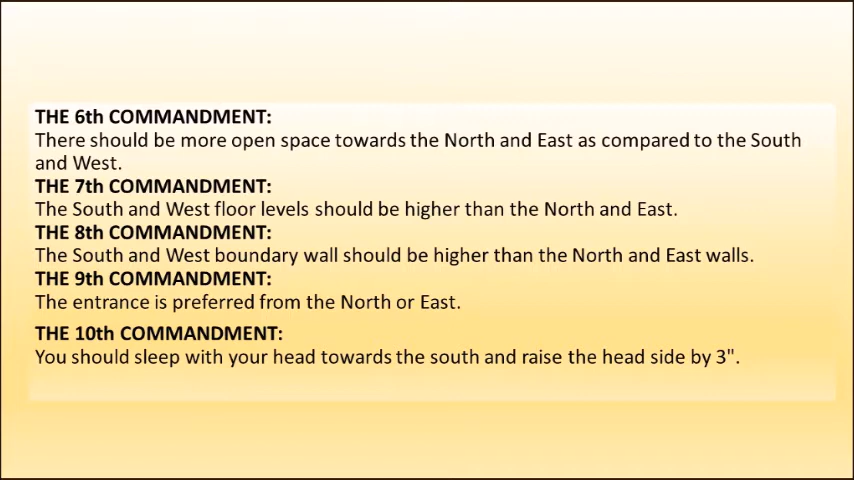 THE 6th COMMANDMENT:
There should be more open space towards the North and East as compared to the South
and West.
THE 7th COMMANDMENT:
The South and West floor levels should be higher than the North and East.
THE 8th COMMANDMENT:
The South and West boundary wall should be higher than the North and East walls.
THE 9th COMMANDMENT:
The entrance is preferred from the North or East.
THE 10th COMMANDMENT:
You should sleep with your head towards the south and raise the head side by 3".